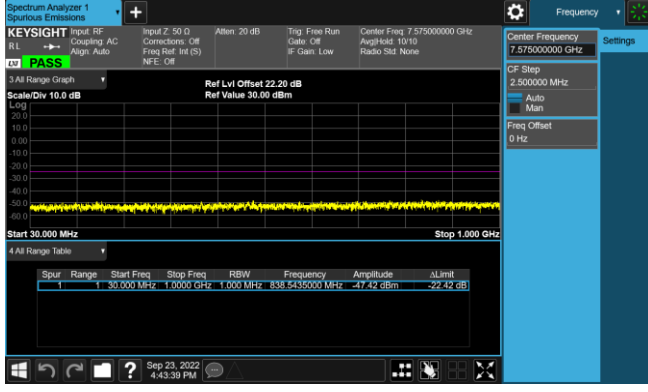 Spectrum Analyzer 1
Spurious Emissions
Frequency
KEYSIGHT Input: RF
RL
Coupling: AC
Align: Auto
Input Z: 50 Ω
Corrections: Off
Freq Ref: Int (S)
NFE: Off
Atten: 20 dB
Trig: Free Run
Gate: Off
IF Gain: Low
Center Freq: 7.575000000 GHz
Avg|Hold: 10/10
Radio Std: None
LXI PASS
Center Frequency
7.575000000 GHz
Settings
CF Step
2.500000 MHz
Auto
Man
Freq Offset
0 Hz
3 All Range Graph
Scale/Div 10.0 dB
Ref Lvl Offset 22.20 dB
Ref Value 30.00 dBm
Log
20.0
10.0
0.00
-10.0
-20.0
-30.0
-40.0
-50.0
-60.0
Start 30.000 MHz
Stop 1.000 GHz
4 All Range Table
Spur Range Start Freq Stop Freq RBW Frequency Amplitude ΔLimit
1 1 30.000 MHz 1.0000 GHz 1.000 MHz 838.5435000 MHz -47.42 dBm -22.42 dB
?
Sep 23, 2022
4:43:39 PM